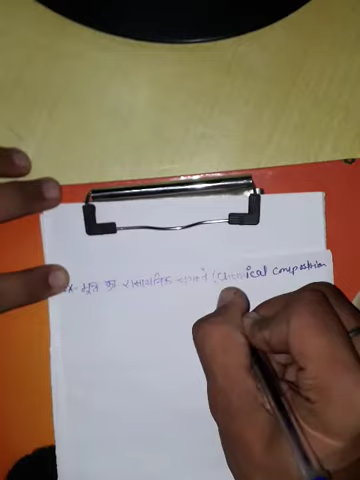 मूत्र का रासायनिक संगठन (Chemical composition